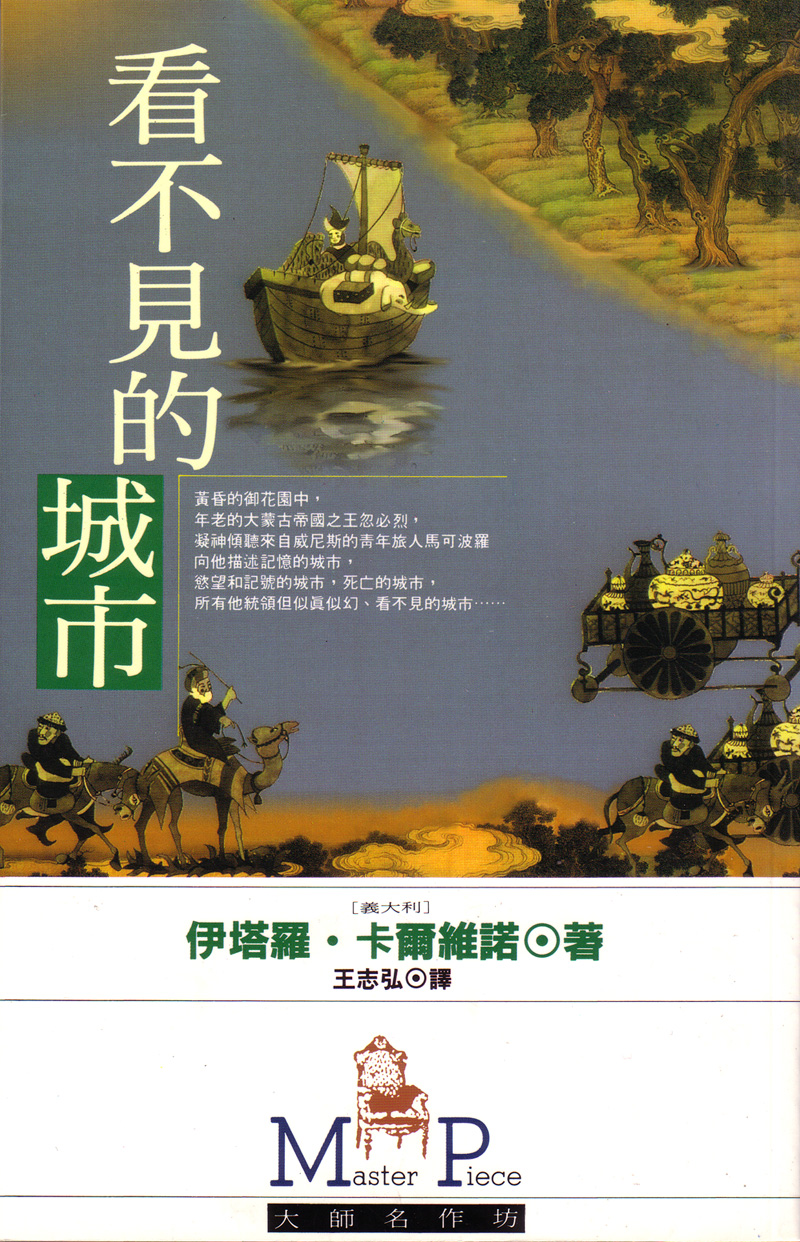 看不見的
城市
黃昏的御花園中，
年老的大蒙古帝國之王忽必烈，
凝神傾聽來自威尼斯的青年旅人馬可波羅
向他描述記憶的城市，
慾望和記號的城市，死亡的城市，
所有他統領但似眞似幻、看不見的城市……
［義大利］
伊塔羅・卡爾維諾⊙著
王志弘⊙譯
Master Piece
大師名作坊